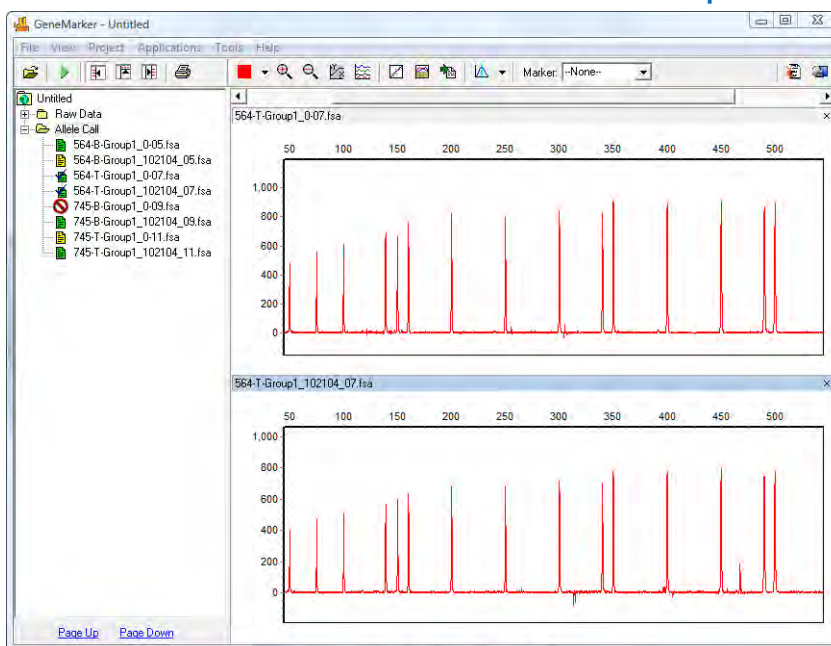 GeneMarker - Untitled
File View Project Applications Tools Help
Marker: --None--
Untitled
Raw Data
Allele Call
564-B-Group1_0-05.fsa
564-B-Group1_102104_05.fsa
564-T-Group1_0-07.fsa
564-T-Group1_102104_07.fsa
745-B-Group1_0-09.fsa
745-B-Group1_102104_09.fsa
745-T-Group1_0-11.fsa
745-T-Group1_102104_11.fsa
Page Up Page Down
564-T-Group1_0-07.fsa
50 100 150 200 250 300 350 400 450 500
1,000
800
600
400
200
0
564-T-Group1_102104_07.fsa
50 100 150 200 250 300 350 400 450 500
1,000
800
600
400
200
0